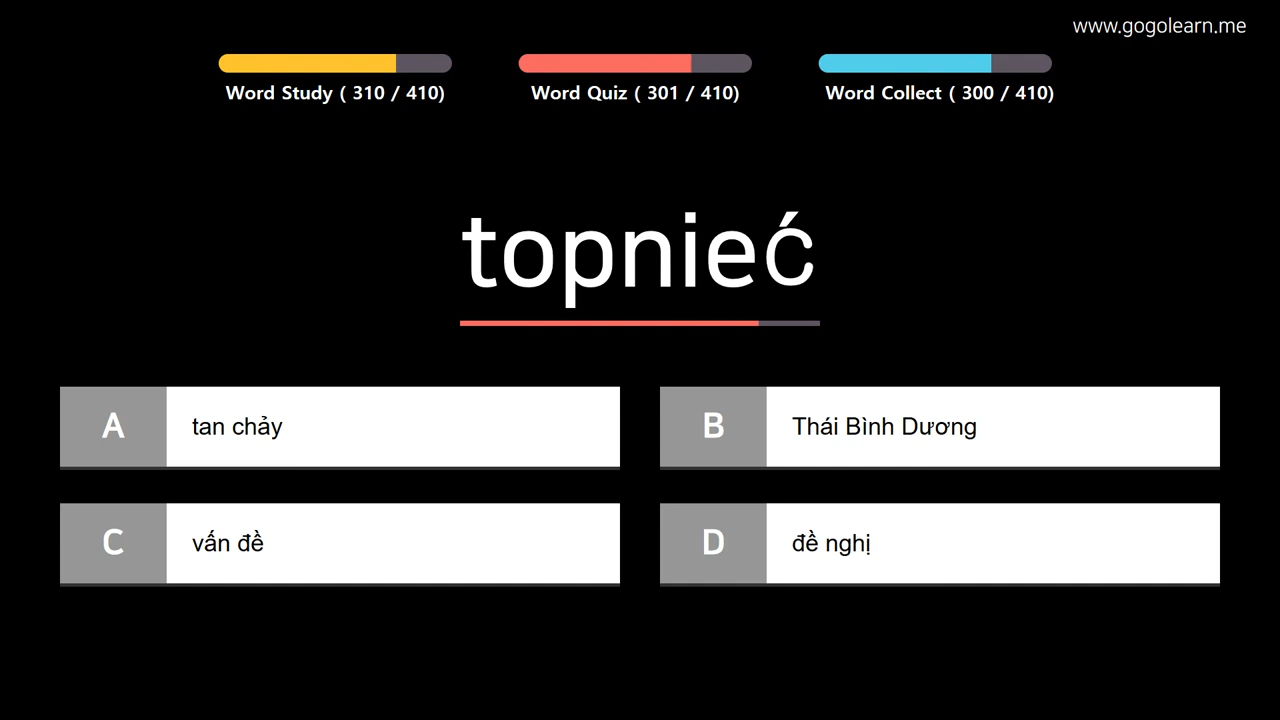 www.gogolearn.me
Word Study ( 310 / 410)
Word Quiz ( 301 / 410)
Word Collect ( 300 / 410)
topnieć
A
tan chảy
B
Thái Bình Dương
C
vấn đề
D
đề nghị